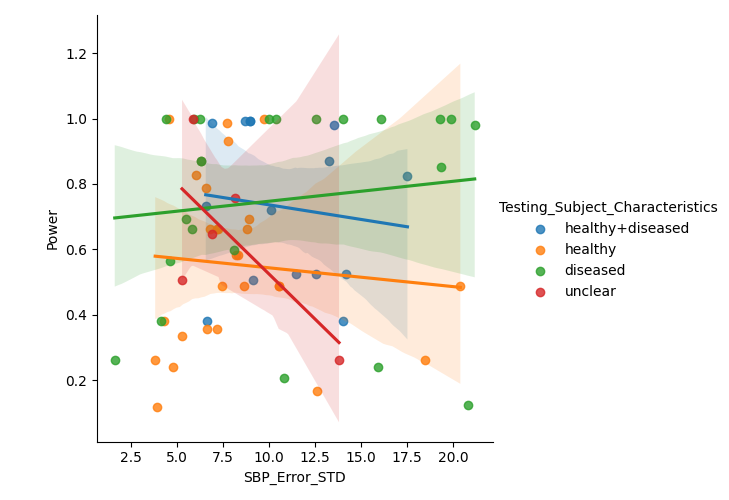 1.2
1.0
0.8
0.6
0.4
0.2
Power
2.5 5.0 7.5 10.0 12.5 15.0 17.5 20.0
SBP_Error_STD
Testing_Subject_Characteristics
healthy+diseased
healthy
diseased
unclear